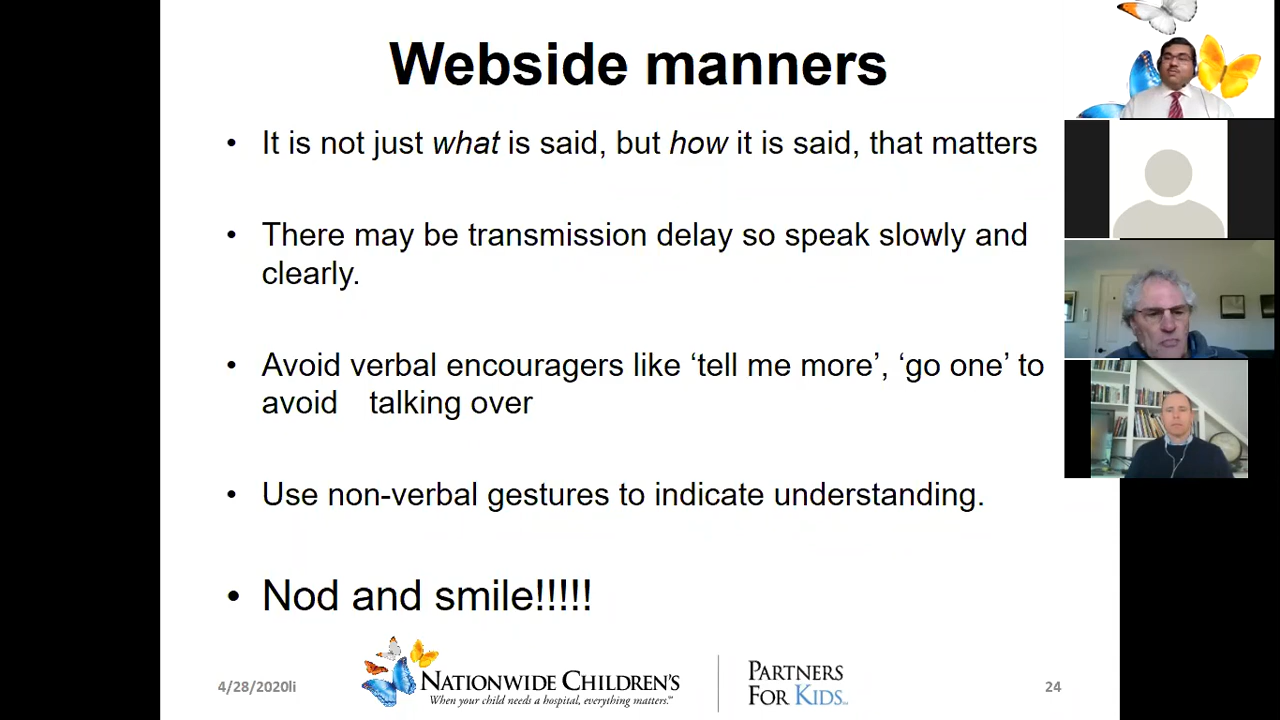 Webside manners
• It is not just what is said, but how it is said, that matters
• There may be transmission delay so speak slowly and
clearly.
• Avoid verbal encouragers like ‘tell me more’, ‘go one’ to
avoid talking over
• Use non-verbal gestures to indicate understanding.
• Nod and smile!!!!!
4/28/2020li
NATIONWIDE CHILDREN'S
When your child needs a hospital, everything matters.™
PARTNERS
FOR KIDS
24